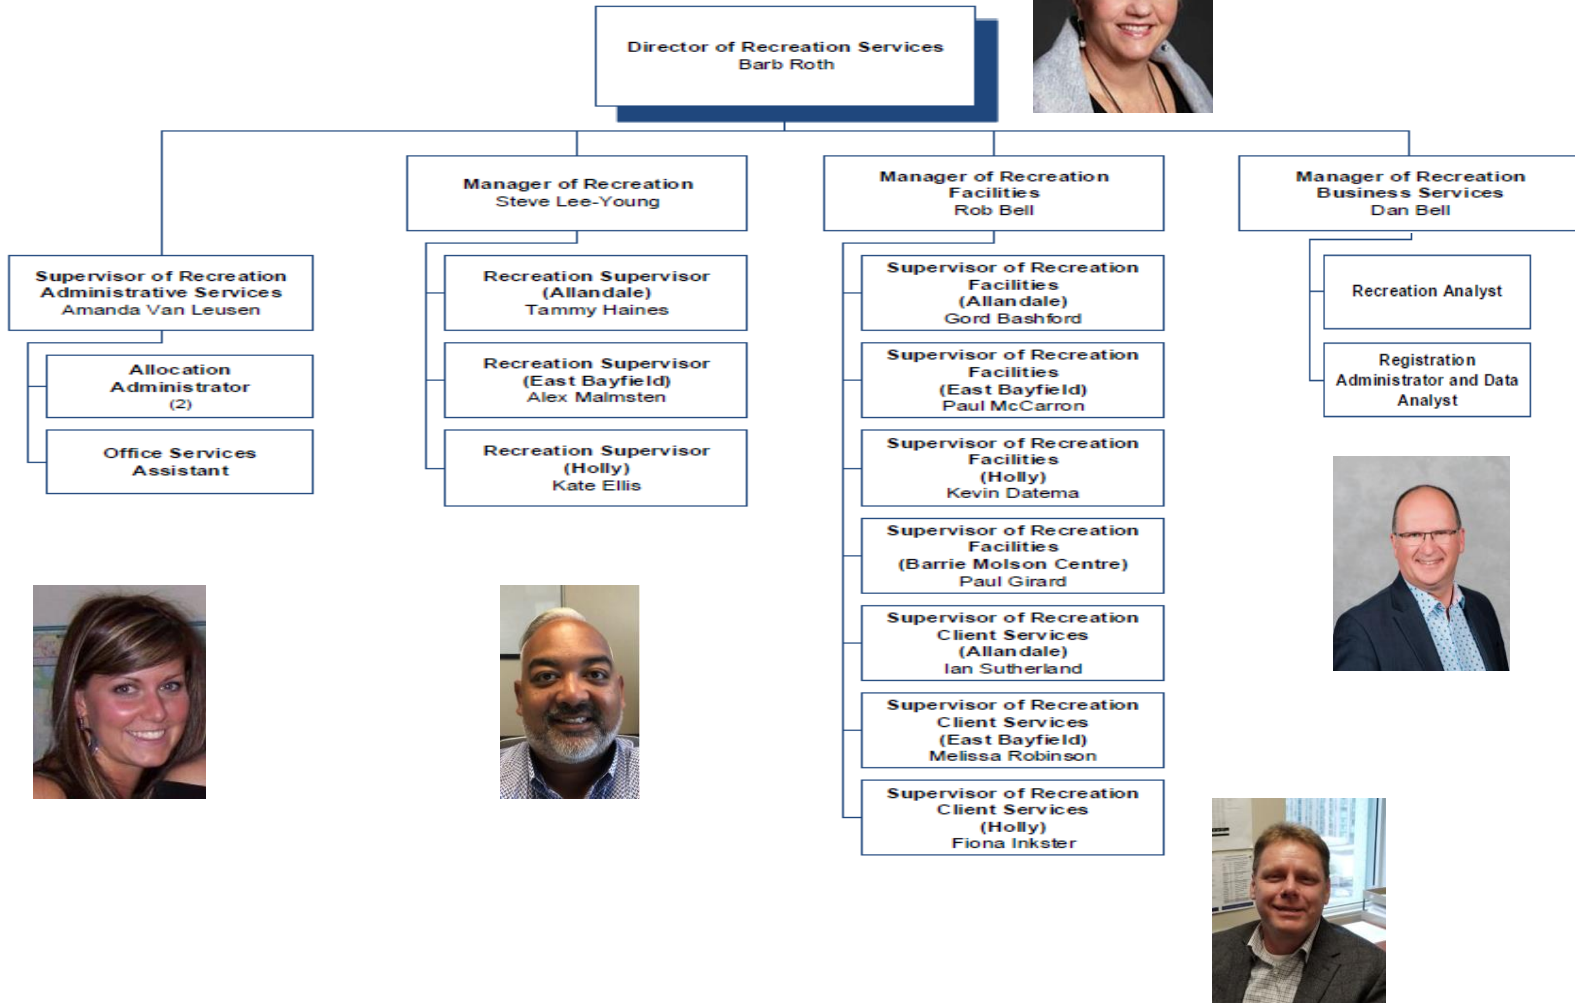 Director of Recreation Services
Barb Roth
Manager of Recreation
Steve Lee-Young
Manager of Recreation
Facilities
Rob Bell
Manager of Recreation
Business Services
Dan Bell
Supervisor of Recreation
Administrative Services
Amanda Van Leusen
Allocation
Administrator
(2)
Office Services
Assistant
Recreation Supervisor
(Allandale)
Tammy Haines
Recreation Supervisor
(East Bayfield)
Alex Malmsten
Recreation Supervisor
(Holly)
Kate Ellis
Supervisor of Recreation
Facilities
(Allandale)
Gord Bashford
Supervisor of Recreation
Facilities
(East Bayfield)
Paul McCarron
Supervisor of Recreation
Facilities
(Holly)
Kevin Datema
Supervisor of Recreation
Facilities
(Barrie Molson Centre)
Paul Girard
Supervisor of Recreation
Client Services
(Allandale)
Ian Sutherland
Supervisor of Recreation
Client Services
(East Bayfield)
Melissa Robinson
Supervisor of Recreation
Client Services
(Holly)
Fiona Inkster
Recreation Analyst
Registration
Administrator and Data
Analyst